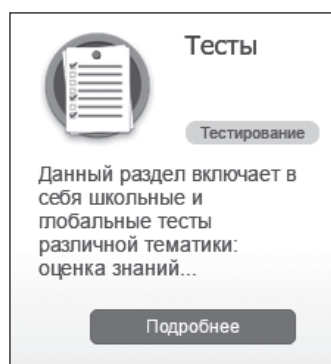 Тесты
Тестирование
Данный раздел включает в
себя школьные и
глобальные тесты
различной тематики:
оценка знаний...
Подробнее